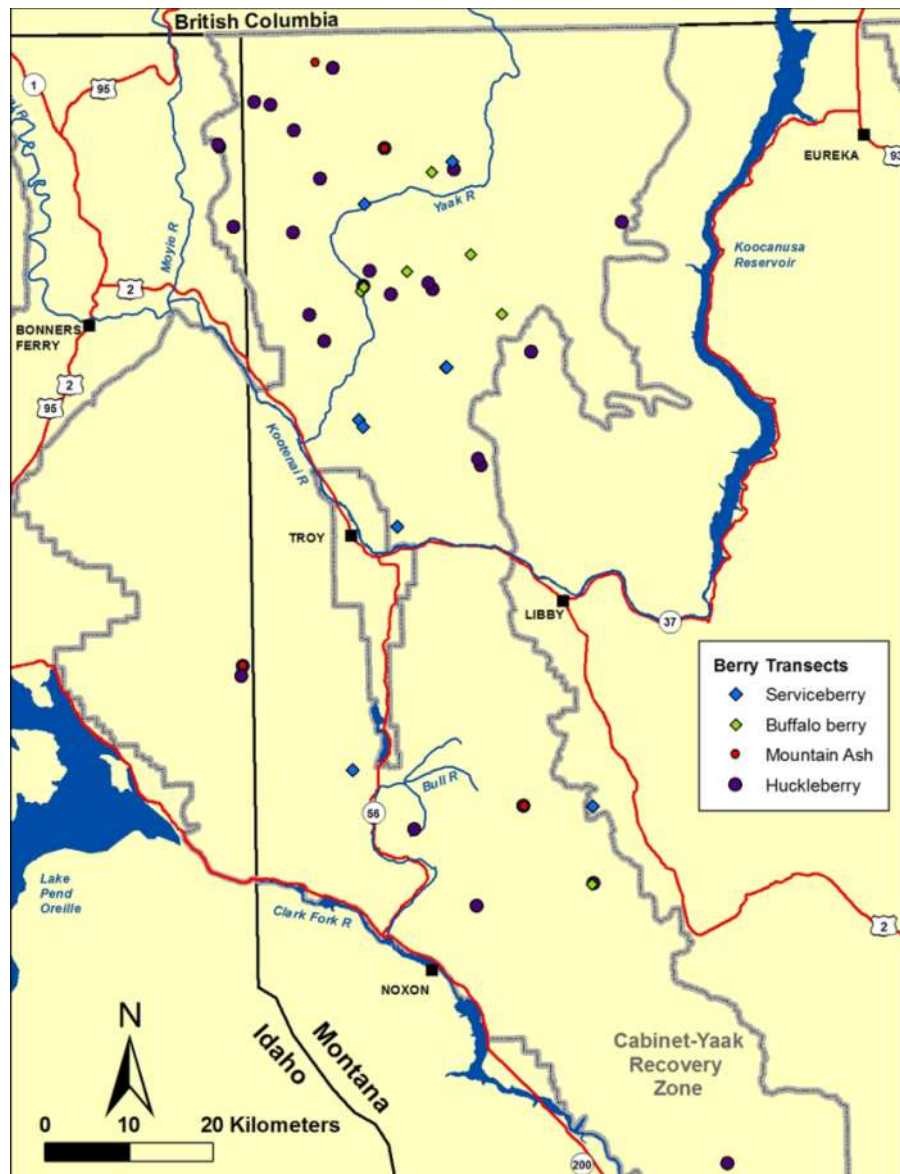 British Columbia
1
95
EUREKA
93
Yaak R
Moyie R
Koocanusa
Reservoir
2
BONNERS
FERRY
2
95
Kootenai R
TROY
LIBBY
37
Berry Transects
Serviceberry
Buffalo berry
Mountain Ash
Huckleberry
Bull R
56
Lake
Pend
Oreille
Clark Fork R
2
NOXON
N
Montana
Idaho
Cabinet-Yaak
Recovery
Zone
0 10 20 Kilometers
200